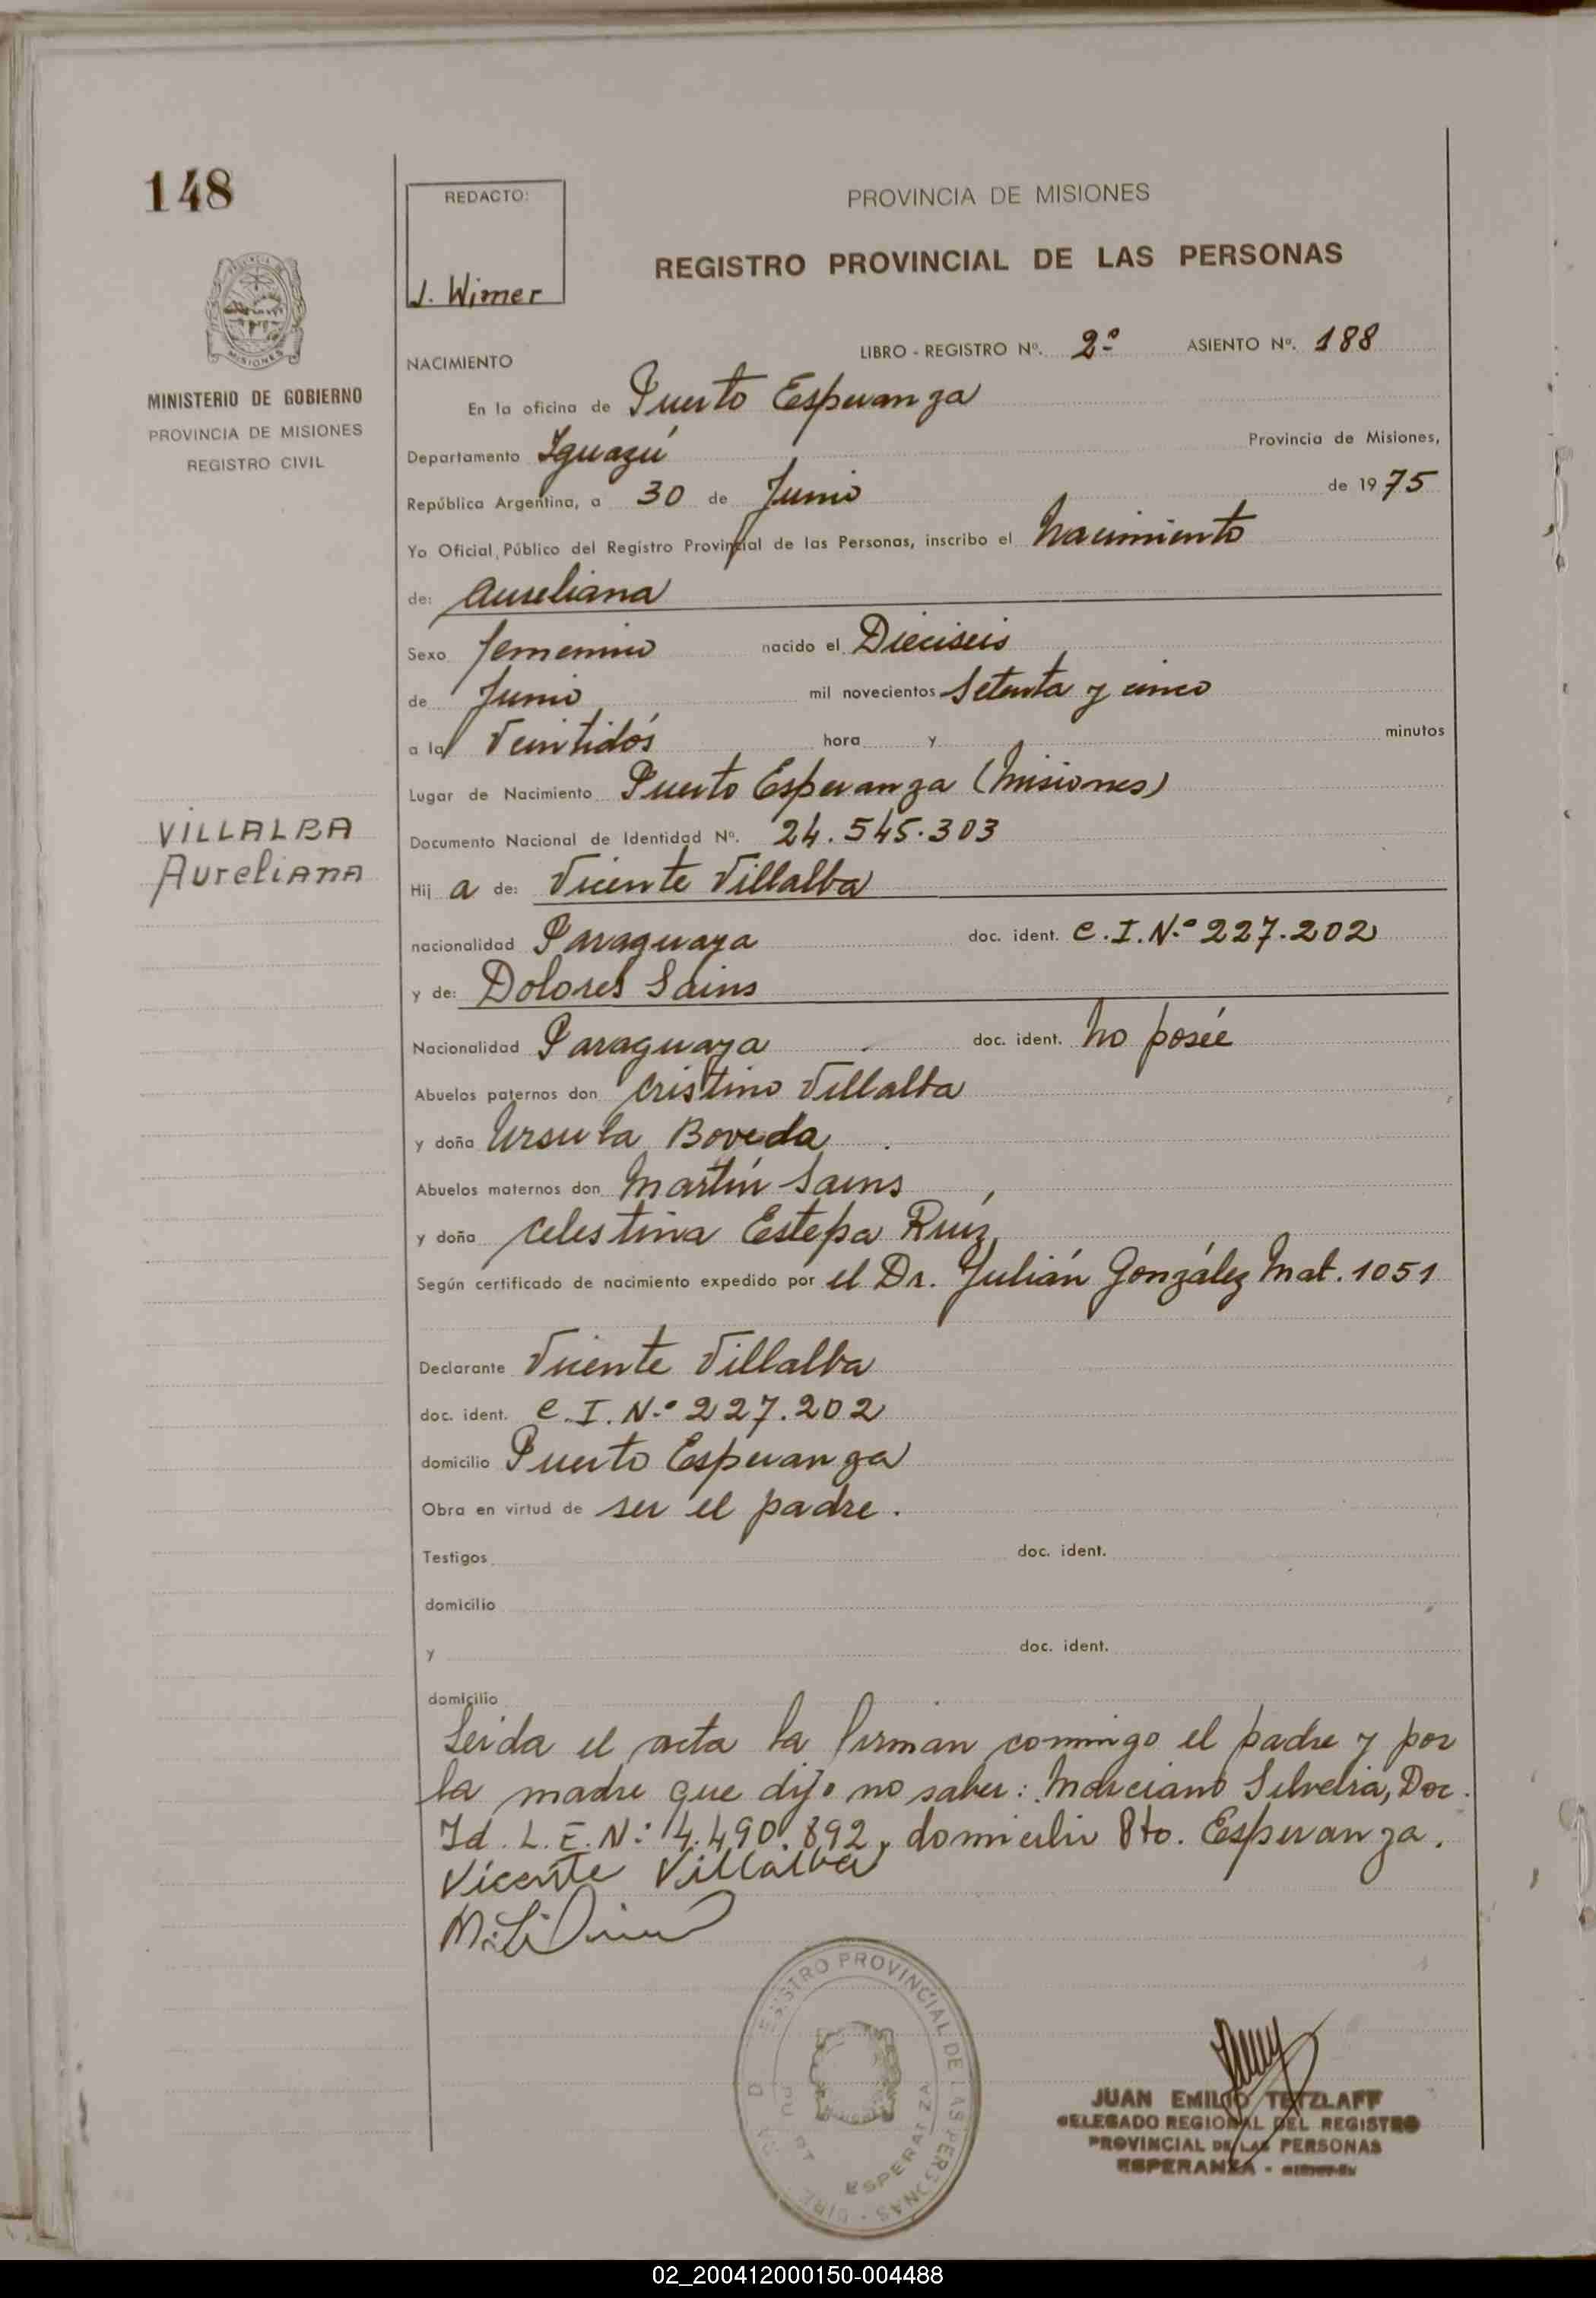 148
REDACTO:
J. Wimer
PROVINCIA DE MISIONES
REGISTRO PROVINCIAL DE LAS PERSONAS
PROVINCIA DE MISIONES
MINISTERIO DE GOBIERNO
PROVINCIA DE MISIONES
REGISTRO CIVIL
NACIMIENTO LIBRO - REGISTRO Nº. 2º ASIENTO Nº. 188
En la oficina de Puerto Esperanza
Departamento Iguazú Provincia de Misiones,
República Argentina, a 30 de Junio de 1975
Yo Oficial Público del Registro Provincial de las Personas, inscribo el Nacimiento
de: Aureliana
Sexo femenino nacido el Dieciseis
de Junio mil novecientos Setenta y cinco
a la Veintidós hora y minutos
Lugar de Nacimiento Puerto Esperanza (Misiones)
VILLALBA
Aureliana
Documento Nacional de Identidad Nº. 24.545.303
Hij a de: Vicente Villalba
nacionalidad Paraguaya doc. ident. C.I.N.º 227.202
y de: Dolores Sains
Nacionalidad Paraguaya doc. ident. No poseé
Abuelos paternos don Cristino Villalba
y doña Ursula Boveda
Abuelos maternos don Martín Sains
y doña Celestina Estepa Ruíz
Según certificado de nacimiento expedido por el Dr. Julián González Mat. 1051
Declarante Vicente Villalba
doc. ident. C.I.N.º 227.202
domicilio Puerto Esperanza
Obra en virtud de ser el padre.
Testigos doc. ident.
domicilio
y doc. ident.
domicilio
Leida el acta la firman conmigo el padre y por
la madre que dijo no saber: Marciano Silveira, Doc.
Id. L.E.N: 4.490.892, domicilio Pto. Esperanza.
Vicente Villalba
REGISTRO PROVINCIAL DE LAS PERSONAS
JUAN EMILIO TETZLAFF
DELEGADO REGIONAL DEL REGISTRO
PROVINCIAL DE LAS PERSONAS
ESPERANZA -
02_200412000150-004488